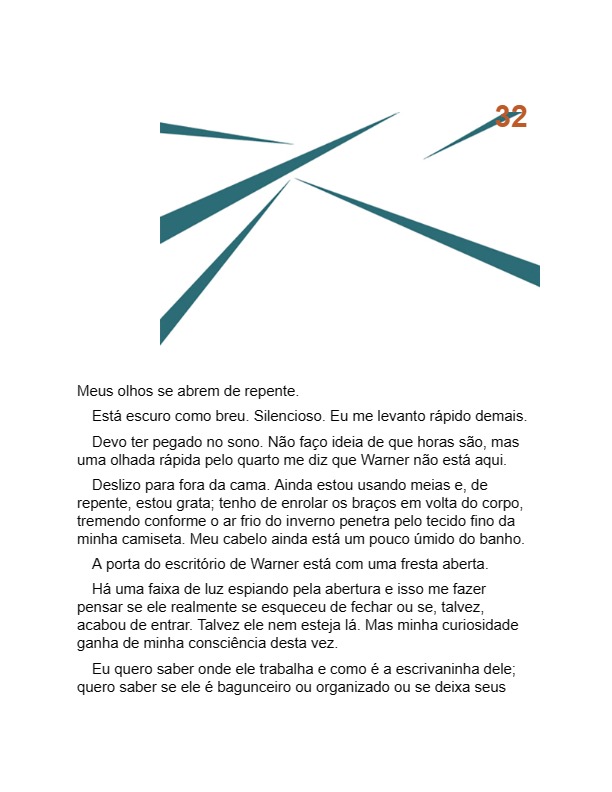 32
Meus olhos se abrem de repente.
Está escuro como breu. Silencioso. Eu me levanto rápido demais.
Devo ter pegado no sono. Não faço ideia de que horas são, mas
uma olhada rápida pelo quarto me diz que Warner não está aqui.
Deslizo para fora da cama. Ainda estou usando meias e, de
repente, estou grata; tenho de enrolar os braços em volta do corpo,
tremendo conforme o ar frio do inverno penetra pelo tecido fino da
minha camiseta. Meu cabelo ainda está um pouco úmido do banho.
A porta do escritório de Warner está com uma fresta aberta.
Há uma faixa de luz espiando pela abertura e isso me fazer
pensar se ele realmente se esqueceu de fechar ou se, talvez,
acabou de entrar. Talvez ele nem esteja lá. Mas minha curiosidade
ganha de minha consciência desta vez.
Eu quero saber onde ele trabalha e como é a escrivaninha dele;
quero saber se ele é bagunceiro ou organizado ou se deixa seus